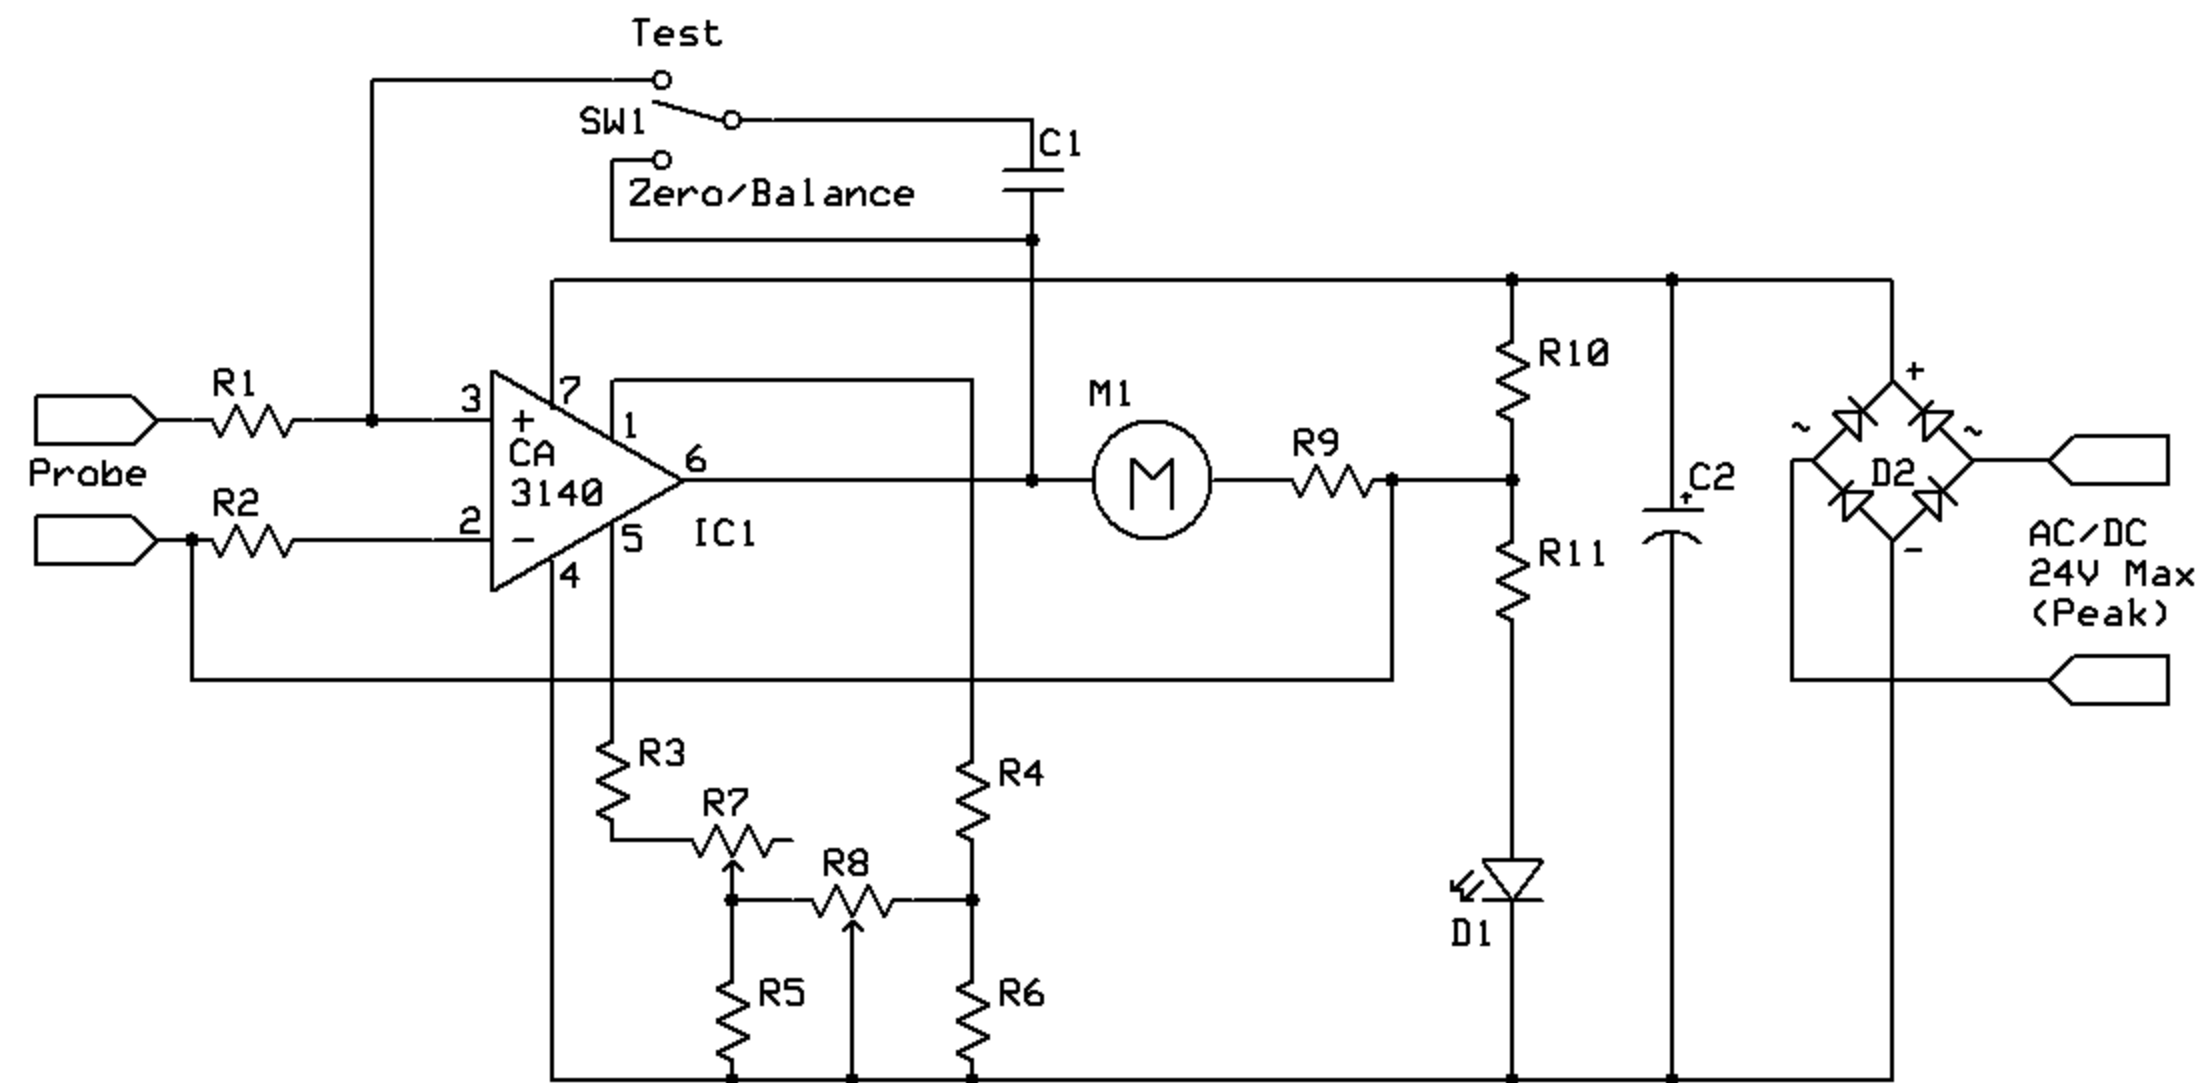 Test
SW1
C1
Zero/Balance
R1
3
+
7
1
CA
3140
6
M1
M
R9
R10
+
~
~
D2
C2
+
Probe
R2
2
-
5
4
IC1
R11
-
AC/DC
24V Max
(Peak)
R3
R4
R7
R8
D1
R5
R6